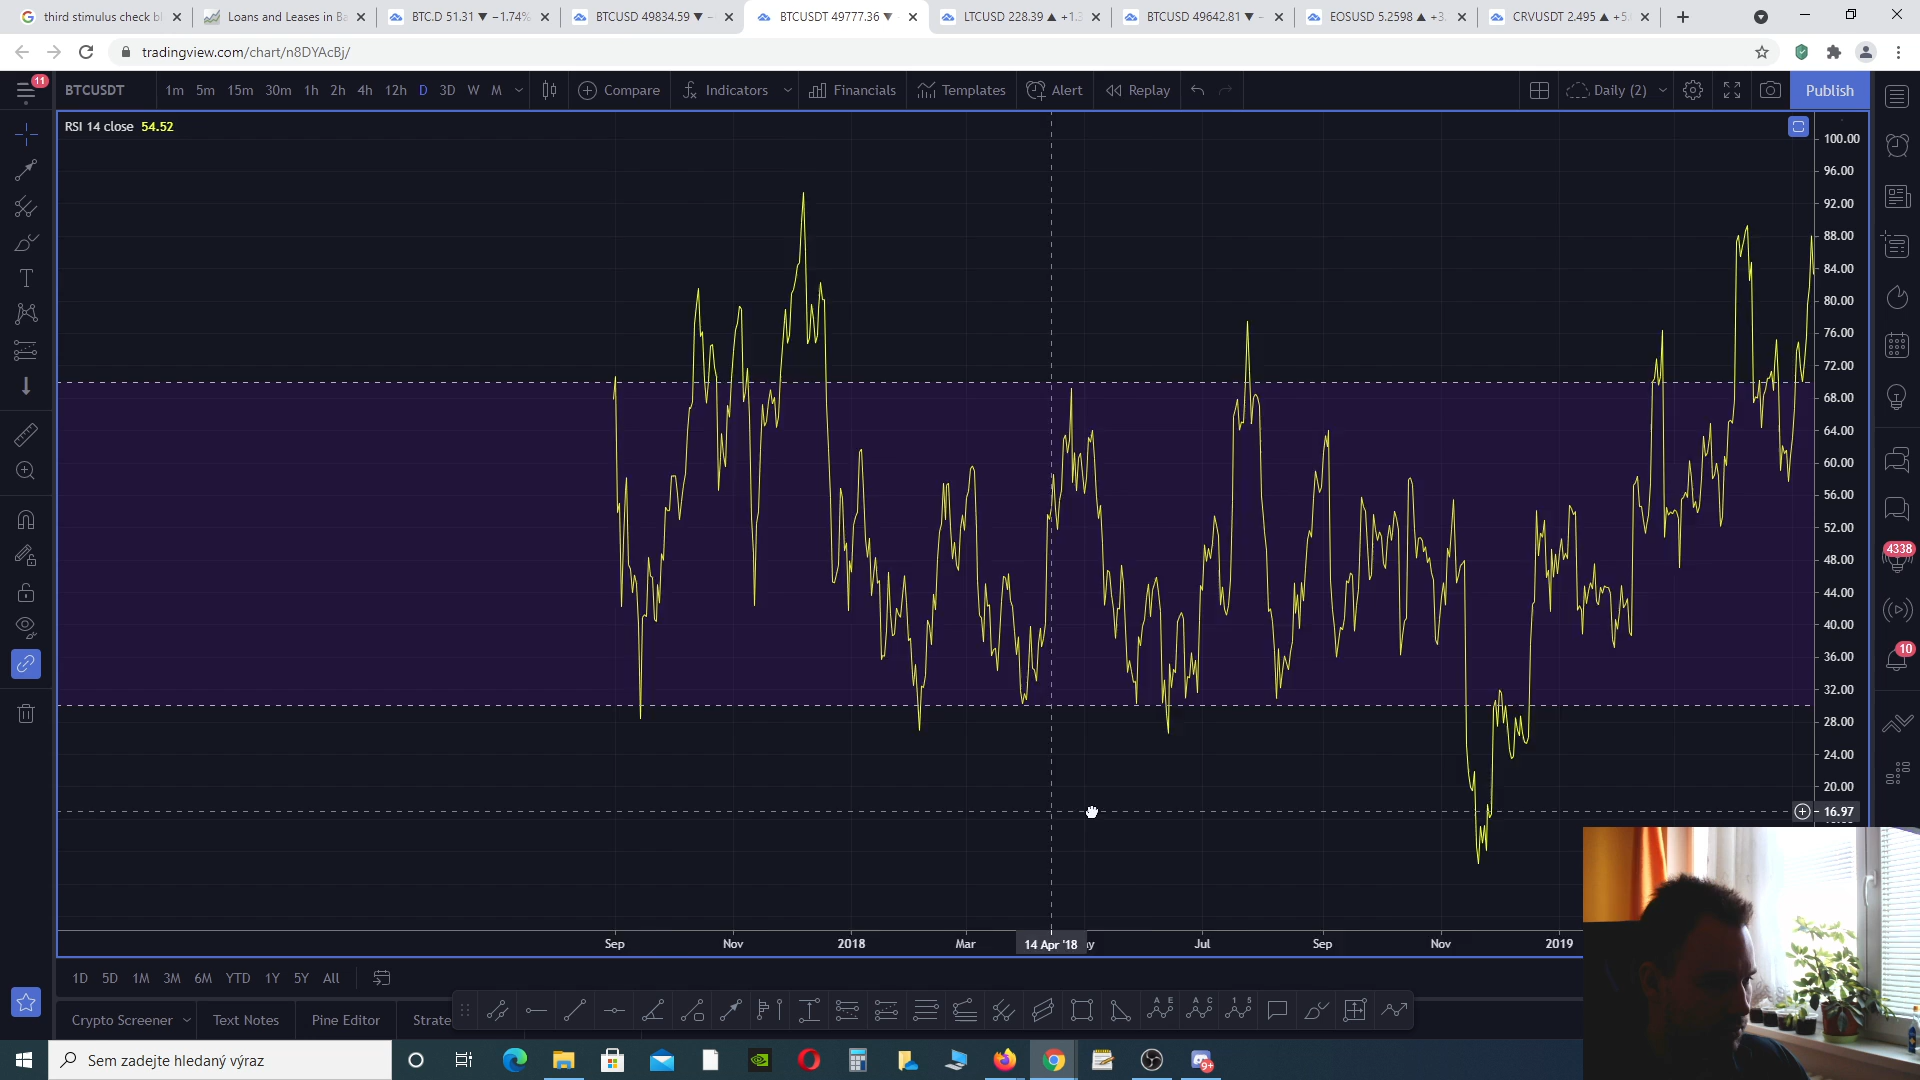 third stimulus check bl
Loans and Leases in Ba
BTC.D 51.31 ▼ −1.74%
BTCUSD 49834.59 ▼ −
BTCUSDT 49777.36 ▼
LTCUSD 228.39 ▲ +1.3
BTCUSD 49642.81 ▼ −
EOSUSD 5.2598 ▲ +3.
CRVUSDT 2.495 ▲ +5.
tradingview.com/chart/n8DYAcBj/
11
BTCUSDT 1m 5m 15m 30m 1h 2h 4h 12h D 3D W M Compare Indicators Financials Templates Alert Replay Daily (2) Publish
RSI 14 close 54.52
100.00
96.00
92.00
88.00
84.00
80.00
76.00
72.00
68.00
64.00
60.00
56.00
52.00
48.00
44.00
40.00
36.00
32.00
28.00
24.00
20.00
16.97
4338
10
Sep Nov 2018 Mar 14 Apr '18 Jul Sep Nov 2019
1D 5D 1M 3M 6M YTD 1Y 5Y All
Crypto Screener Text Notes Pine Editor Strate
A E
A C
1 5
Sem zadejte hledaný výraz
9+